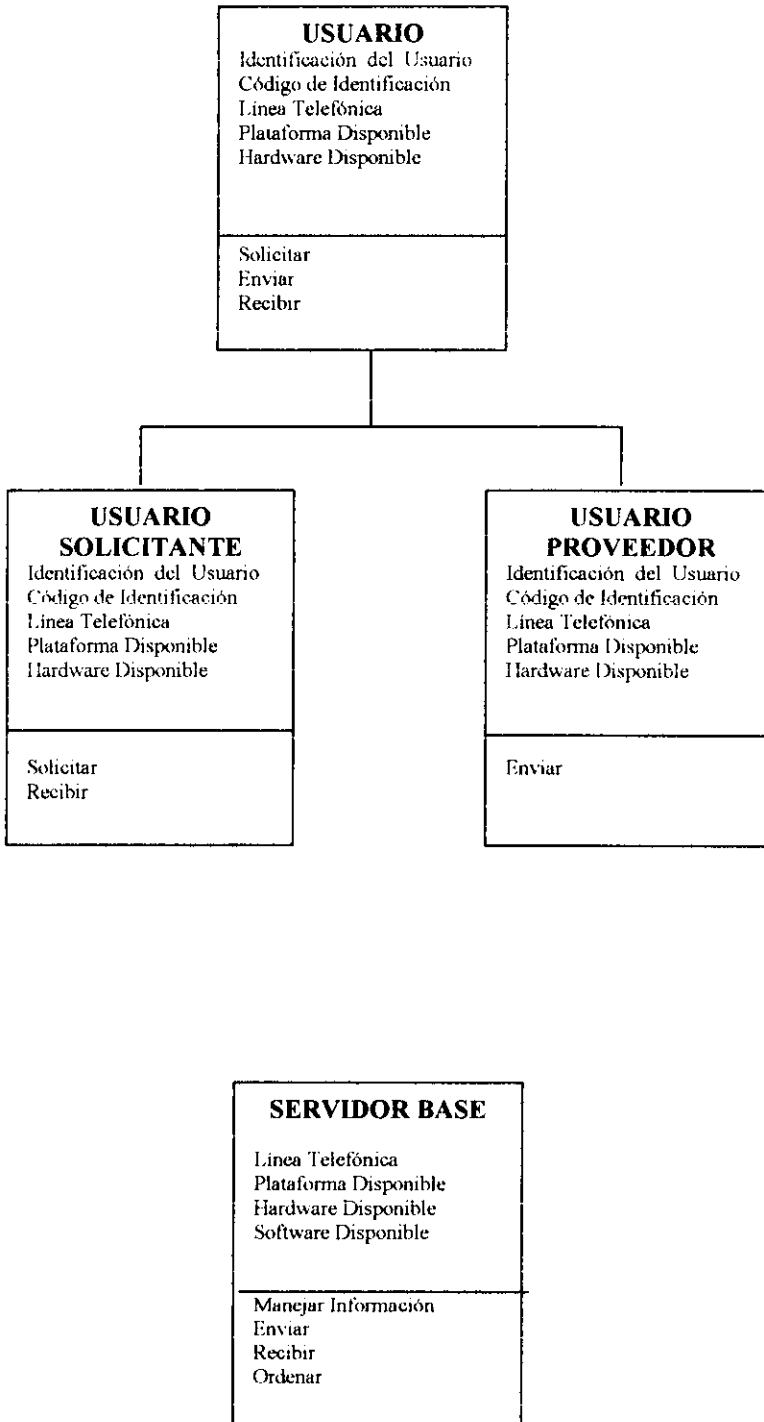 USUARIO
Identificación del Usuario
Código de Identificación
Línea Telefónica
Plataforma Disponible
Hardware Disponible
Solicitar
Enviar
Recibir
USUARIO
SOLICITANTE
Identificación del Usuario
Código de Identificación
Línea Telefónica
Plataforma Disponible
Hardware Disponible
Solicitar
Recibir
USUARIO
PROVEEDOR
Identificación del Usuario
Código de Identificación
Línea Telefónica
Plataforma Disponible
Hardware Disponible
Enviar
SERVIDOR BASE
Línea Telefónica
Plataforma Disponible
Hardware Disponible
Software Disponible
Manejar Información
Enviar
Recibir
Ordenar